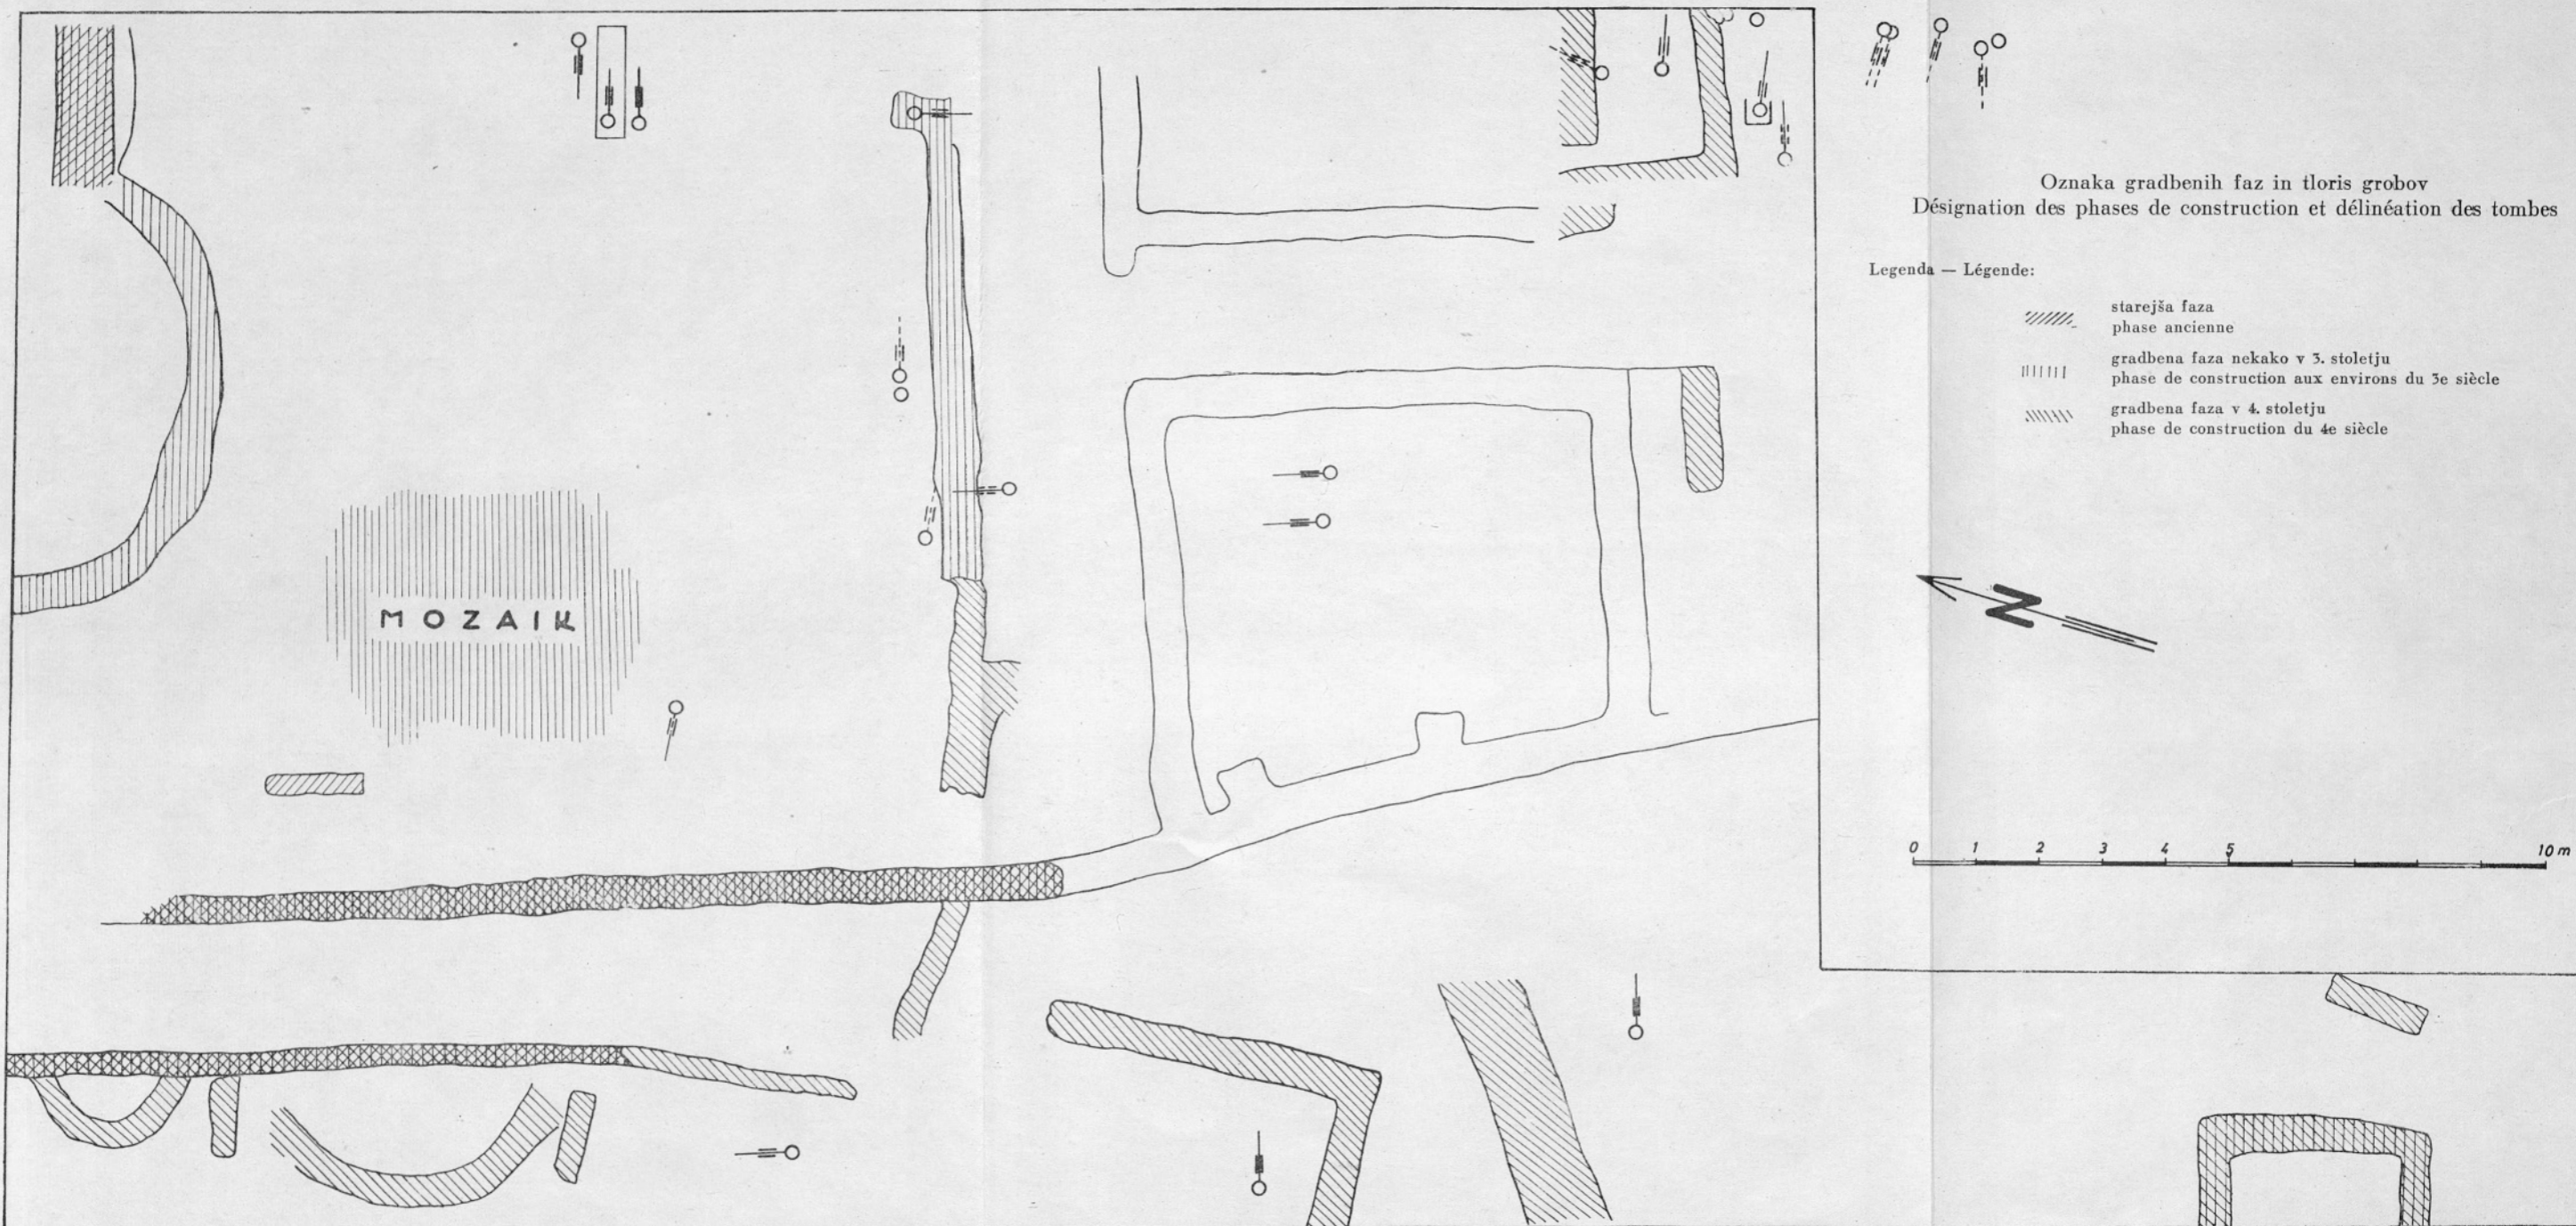 Oznaka gradbenih faz in tloris grobov
Désignation des phases de construction et délinéation des tombes
Legenda — Légende:
starejša faza
phase ancienne
gradbena faza nekako v 3. stoletju
phase de construction aux environs du 3e siècle
gradbena faza v 4. stoletju
phase de construction du 4e siècle
MOZAIK
N
0 1 2 3 4 5 10 m